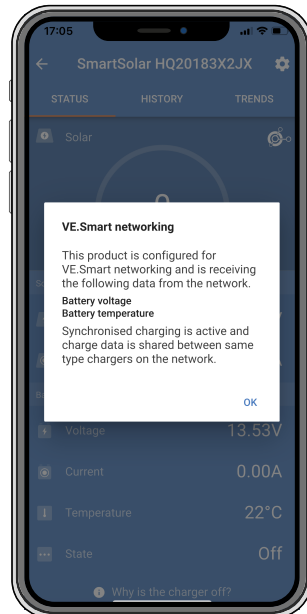 17:05
SmartSolar HQ20183X2JX
STATUS HISTORY TRENDS
Solar
VE.Smart networking
This product is configured for
VE.Smart networking and is receiving
the following data from the network.
Battery voltage
Battery temperature
Synchronised charging is active and
charge data is shared between same
type chargers on the network.
OK
Voltage 13.53V
Current 0.00A
Temperature 22°C
State Off
Why is the charger off?